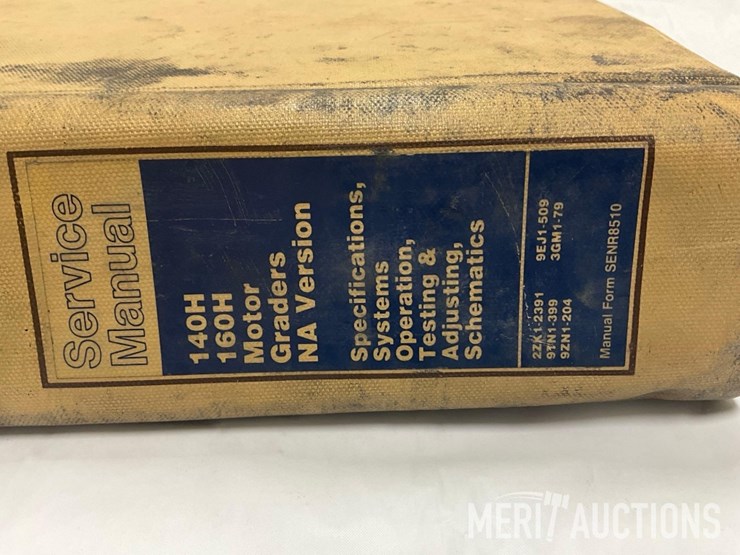 Service
Manual
140H
160H
Motor
Graders
NA Version
Specifications,
Systems
Operation,
Testing &
Adjusting,
Schematics
2ZK1-2391
9TN1-399
9ZN1-204
9EJ1-509
3GM1-79
Manual Form SENR8510
MERIT AUCTIONS